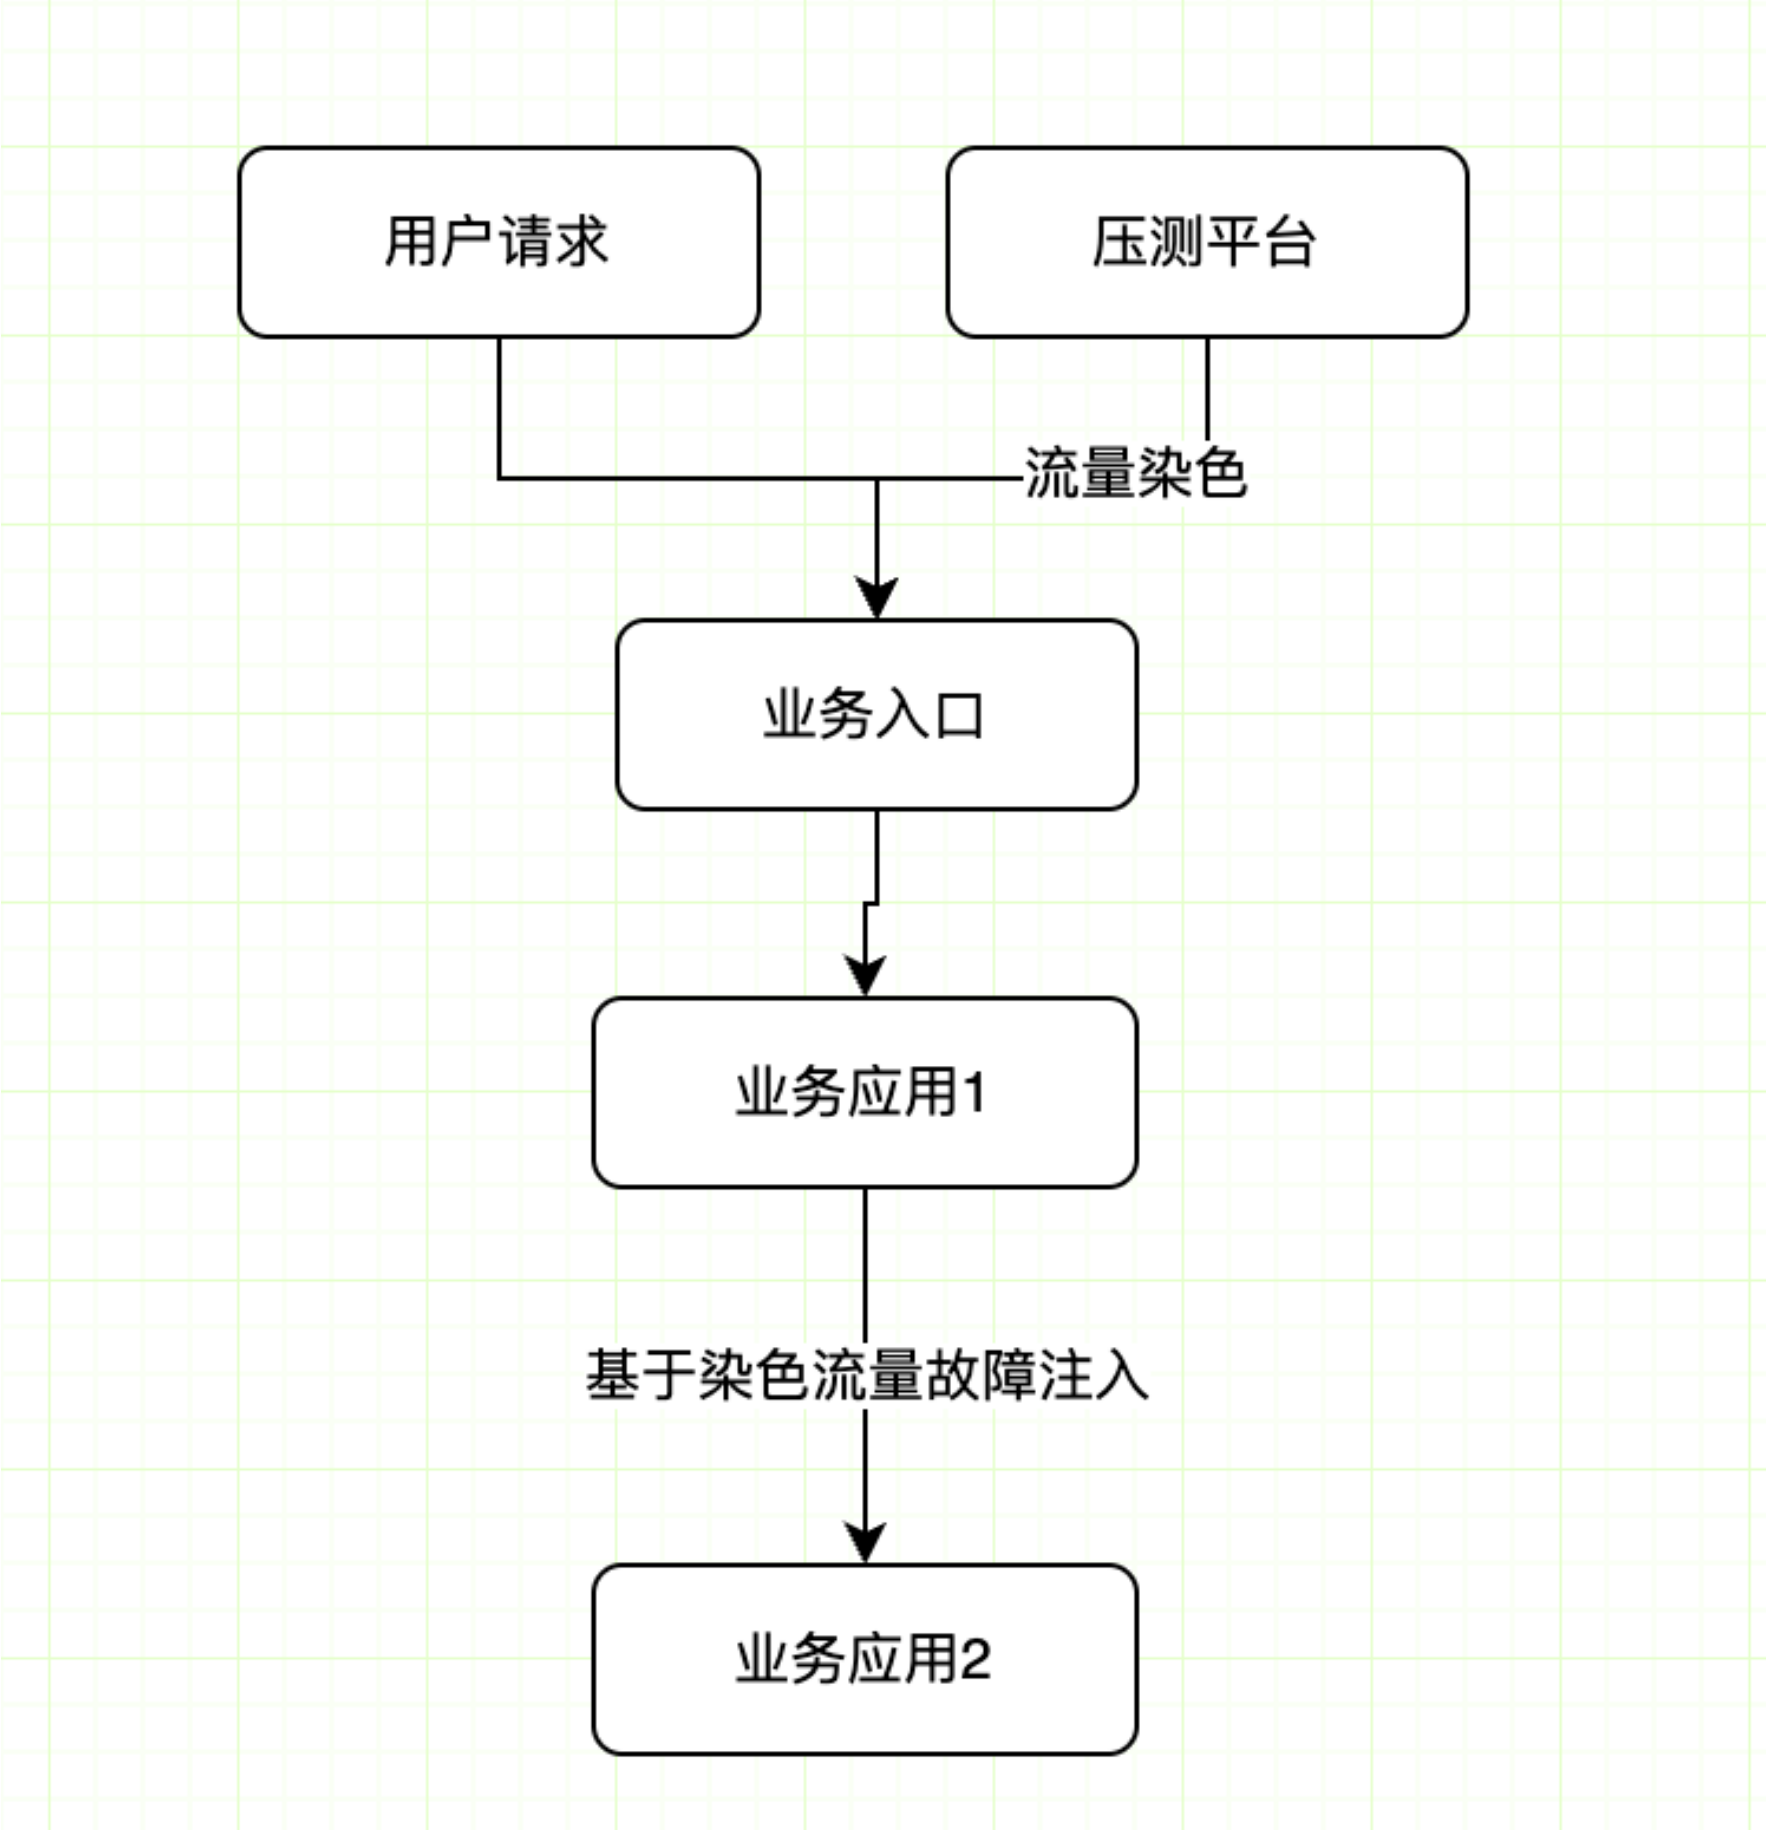 用户请求
压测平台
流量染色
业务入口
业务应用1
基于染色流量故障注入
业务应用2